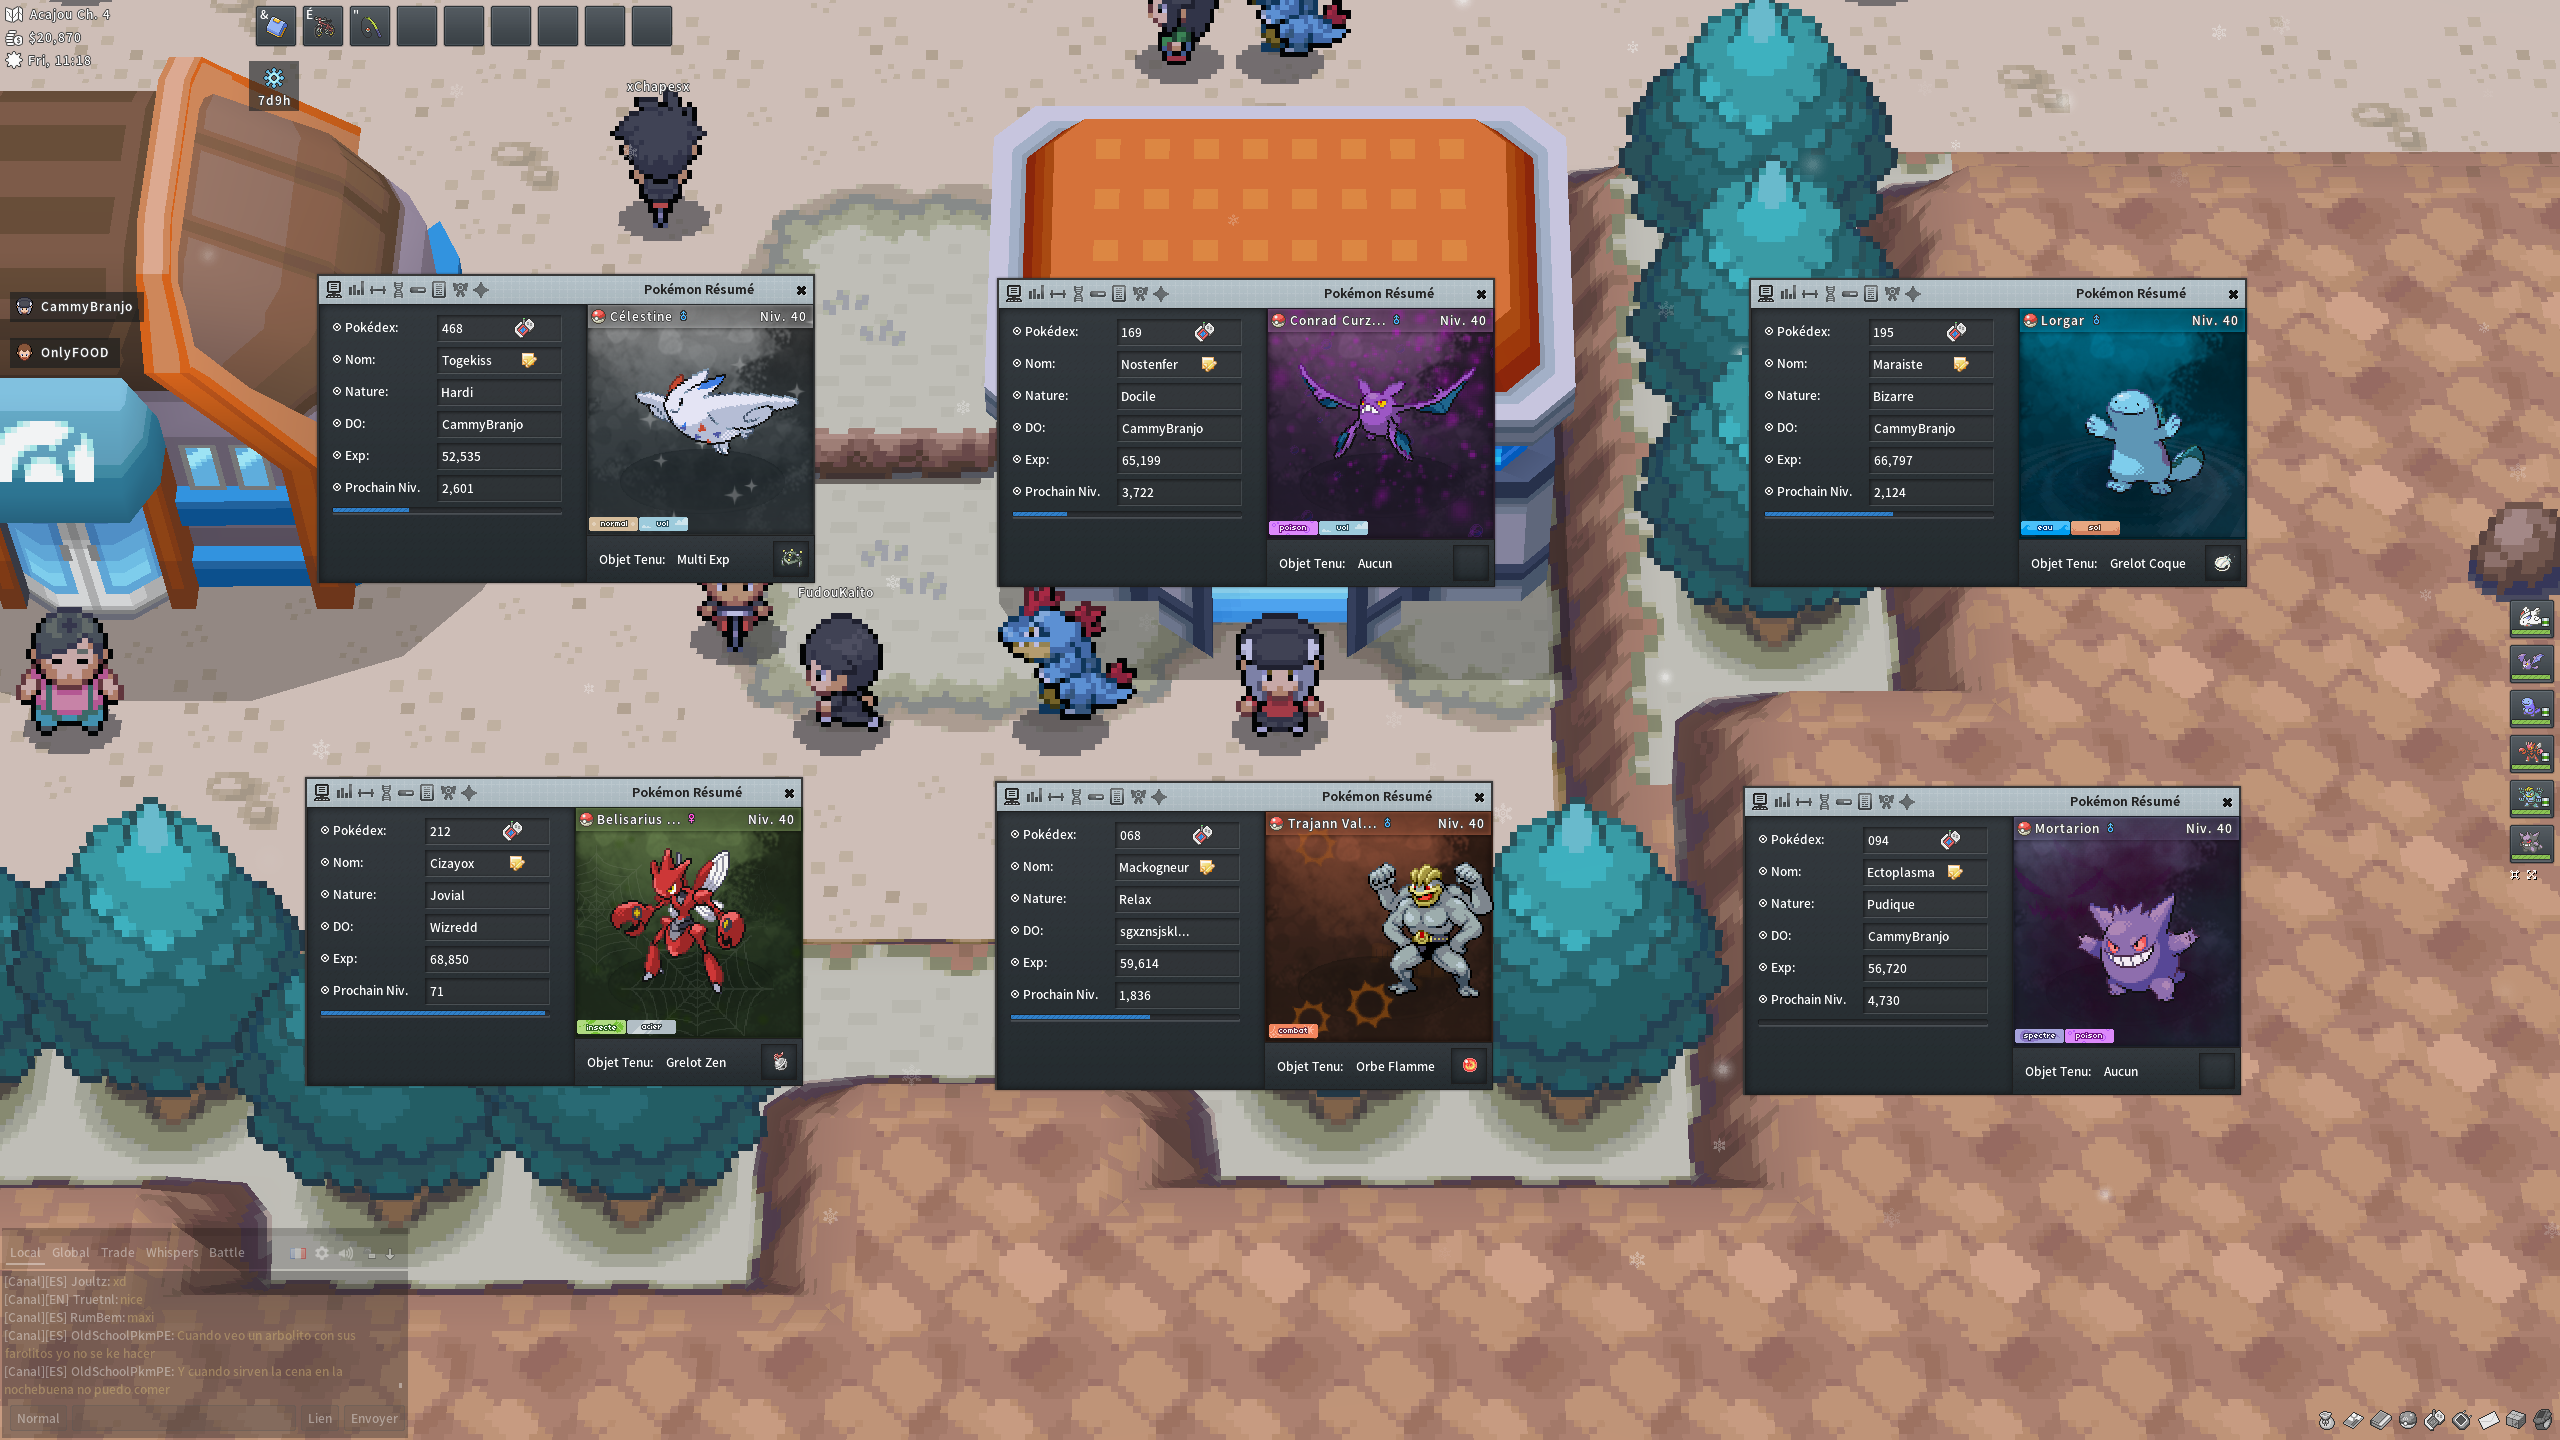 Acajou Ch. 4
$20,870
Fri, 11:18
&
É
"
7d9h
xChapesx
CammyBranjo
OnlyFOOD
Pokémon Résumé
Célestine Niv. 40
Pokédex: 468
Nom: Togekiss
Nature: Hardi
DO: CammyBranjo
Exp: 52,535
Prochain Niv. 2,601
normal vol
Objet Tenu: Multi Exp
Pokémon Résumé
Conrad Curz... Niv. 40
Pokédex: 169
Nom: Nostenfer
Nature: Docile
DO: CammyBranjo
Exp: 65,199
Prochain Niv. 3,722
poison vol
Objet Tenu: Aucun
Pokémon Résumé
Lorgar Niv. 40
Pokédex: 195
Nom: Maraiste
Nature: Bizarre
DO: CammyBranjo
Exp: 66,797
Prochain Niv. 2,124
eau sol
Objet Tenu: Grelot Coque
FudouKaito
Pokémon Résumé
Belisarius ... Niv. 40
Pokédex: 212
Nom: Cizayox
Nature: Jovial
DO: Wizredd
Exp: 68,850
Prochain Niv. 71
insecte acier
Objet Tenu: Grelot Zen
Pokémon Résumé
Trajann Val... Niv. 40
Pokédex: 068
Nom: Mackogneur
Nature: Relax
DO: sgxznsjskl...
Exp: 59,614
Prochain Niv. 1,836
combat
Objet Tenu: Orbe Flamme
Pokémon Résumé
Mortarion Niv. 40
Pokédex: 094
Nom: Ectoplasma
Nature: Pudique
DO: CammyBranjo
Exp: 56,720
Prochain Niv. 4,730
spectre poison
Objet Tenu: Aucun
Local Global Trade Whispers Battle
[Canal][ES] Joultz: xd
[Canal][EN] Truetnl: nice
[Canal][ES] RumBem: maxi
[Canal][ES] OldSchoolPkmPE: Cuando veo un arbolito con sus
farolitos yo no se ke hacer
[Canal][ES] OldSchoolPkmPE: Y cuando sirven la cena en la
nochebuena no puedo comer
Normal Lien Envoyer